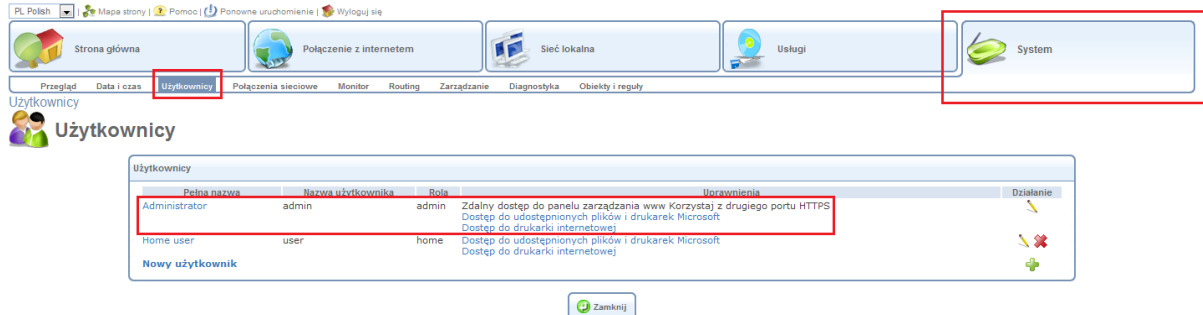 PL Polish | Mapa strony | Pomoc | Ponowne uruchomienie | Wyloguj się
Strona główna Połączenie z internetem Sieć lokalna Usługi System
Przegląd Data i czas Użytkownicy Połączenia sieciowe Monitor Routing Zarządzanie Diagnostyka Obiekty i reguły
Użytkownicy
Użytkownicy
Użytkownicy
Pełna nazwa Nazwa użytkownika Rola Uprawnienia Działanie
Administrator admin admin Zdalny dostęp do panelu zarządzania www Korzystaj z drugiego portu HTTPS
Dostęp do udostępnionych plików i drukarek Microsoft
Dostęp do drukarki internetowej
Home user user home Dostęp do udostępnionych plików i drukarek Microsoft
Dostęp do drukarki internetowej
Nowy użytkownik
Zamknij